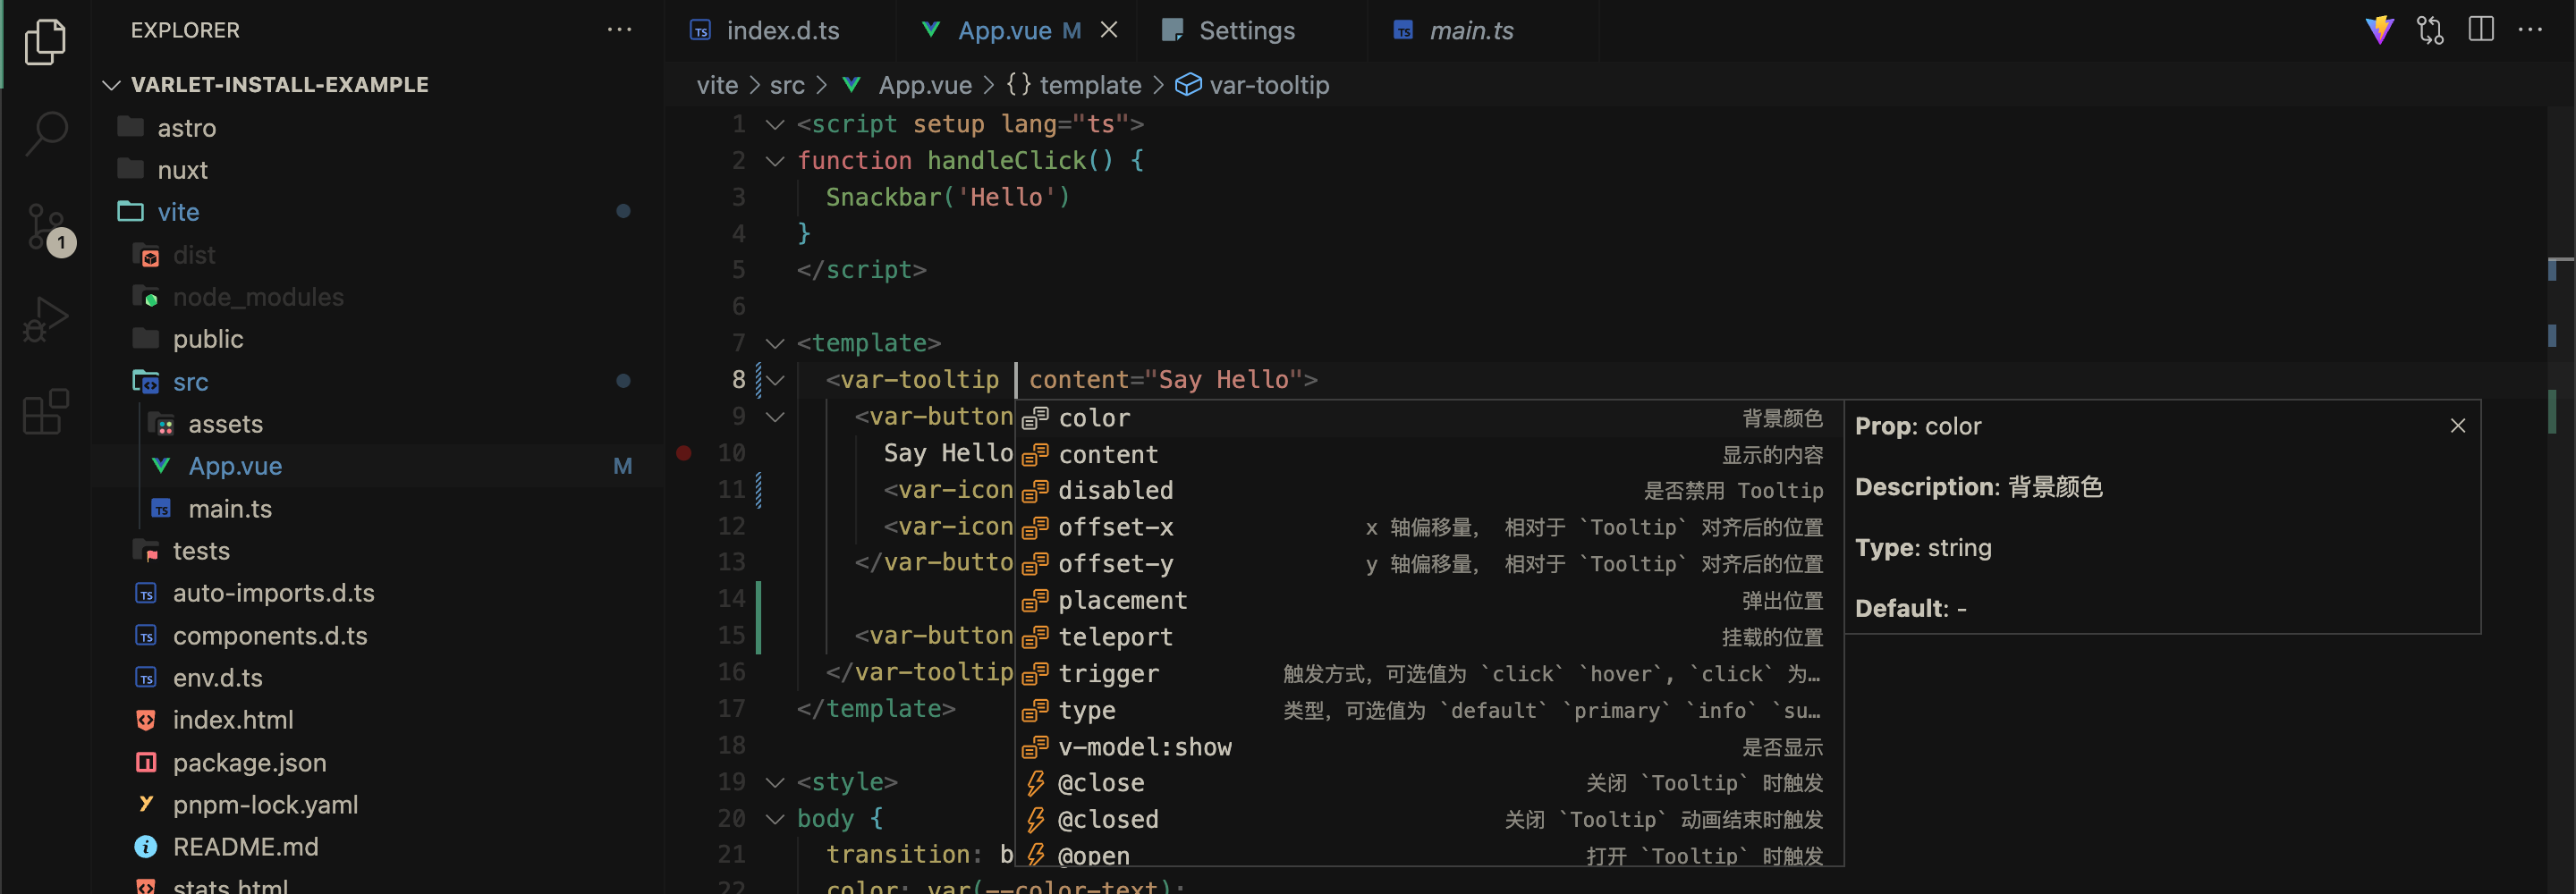 EXPLORER
VARLET-INSTALL-EXAMPLE
astro
nuxt
vite
dist
node_modules
public
src
assets
App.vue M
main.ts
tests
auto-imports.d.ts
components.d.ts
env.d.ts
index.html
package.json
pnpm-lock.yaml
README.md
stats.html
1
index.d.ts App.vue M Settings main.ts
vite > src > App.vue > {} template > var-tooltip
1 <script setup lang="ts">
2 function handleClick() {
3 Snackbar('Hello')
4 }
5 </script>
6
7 <template>
8 <var-tooltip content="Say Hello">
9 <var-button
10 Say Hello
11 <var-icon
12 <var-icon
13 </var-butto
14
15 <var-button
16 </var-tooltip
17 </template>
18
19 <style>
20 body {
21 transition: b
22 color: var(--color-text);
color 背景颜色
content 显示的内容
disabled 是否禁用 Tooltip
offset-x x 轴偏移量， 相对于 `Tooltip` 对齐后的位置
offset-y y 轴偏移量， 相对于 `Tooltip` 对齐后的位置
placement 弹出位置
teleport 挂载的位置
trigger 触发方式，可选值为 `click` `hover`, `click` 为…
type 类型，可选值为 `default` `primary` `info` `su…
v-model:show 是否显示
@close 关闭 `Tooltip` 时触发
@closed 关闭 `Tooltip` 动画结束时触发
@open 打开 `Tooltip` 时触发
Prop: color
Description: 背景颜色
Type: string
Default: -